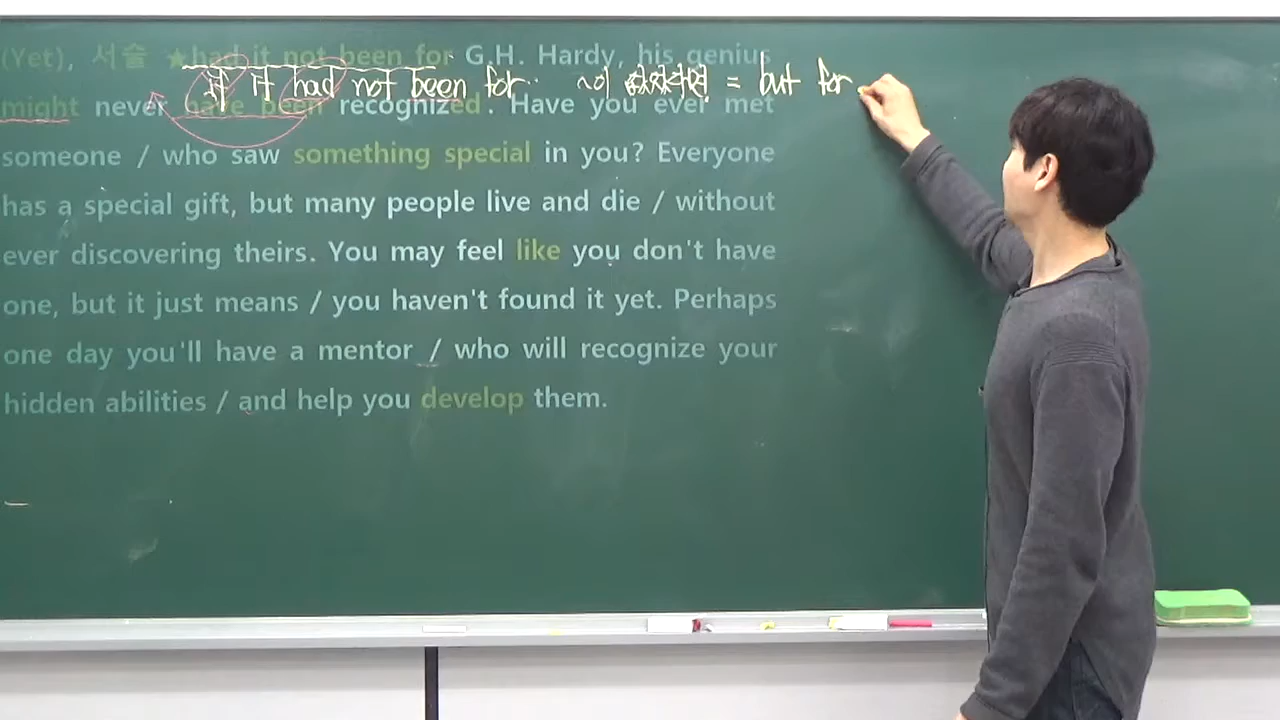 (Yet), 서술 ★had it not been for G.H. Hardy, his genius
if it had not been for ‥ ~이 없었다면 = but for
might never have been recognized. Have you ever met
someone / who saw something special in you? Everyone
has a special gift, but many people live and die / without
ever discovering theirs. You may feel like you don't have
one, but it just means / you haven't found it yet. Perhaps
one day you'll have a mentor / who will recognize your
hidden abilities / and help you develop them.